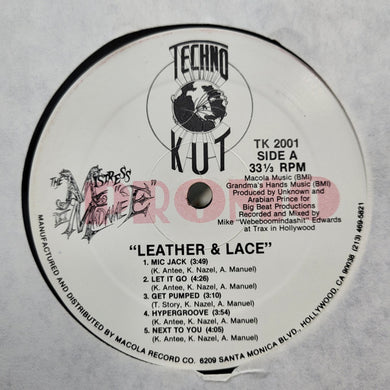 TECHNO
KUT
TK 2001
SIDE A
33 1/3 RPM
Macola Music (BMI)
Grandma's Hands Music (BMI)
Produced by Unknown and
Arabian Prince for
Big Beat Productions
Recorded and Mixed by
Mike "Webeboomindashit" Edwards
at Trax in Hollywood
THE
MISTRESS
PROMO
"LEATHER & LACE"
1. MIC JACK (3:49)
(K. Antee, K. Nazel, A. Manuel)
2. LET IT GO (4:26)
(K. Antee, K. Nazel, A. Manuel)
3. GET PUMPED (3:10)
(T. Story, K. Nazel, A. Manuel)
4. HYPERGROOVE (3:54)
(K. Antee, K. Nazel, A. Manuel)
5. NEXT TO YOU (4:05)
(K. Antee, K. Nazel, A. Manuel)
MANUFACTURED AND DISTRIBUTED BY MACOLA RECORD CO. 6209 SANTA MONICA BLVD., HOLLYWOOD, CA 90038 (213) 469-5821